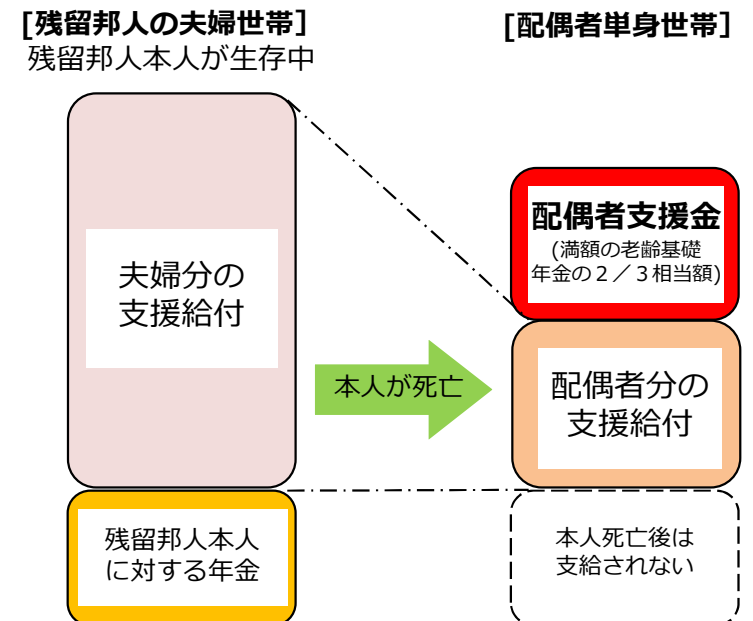 [残留邦人の夫婦世帯]
残留邦人本人が生存中
夫婦分の
支援給付
残留邦人本人
に対する年金
本人が死亡
[配偶者単身世帯]
配偶者支援金
(満額の老齢基礎
年金の２／３相当額)
配偶者分の
支援給付
本人死亡後は
支給されない